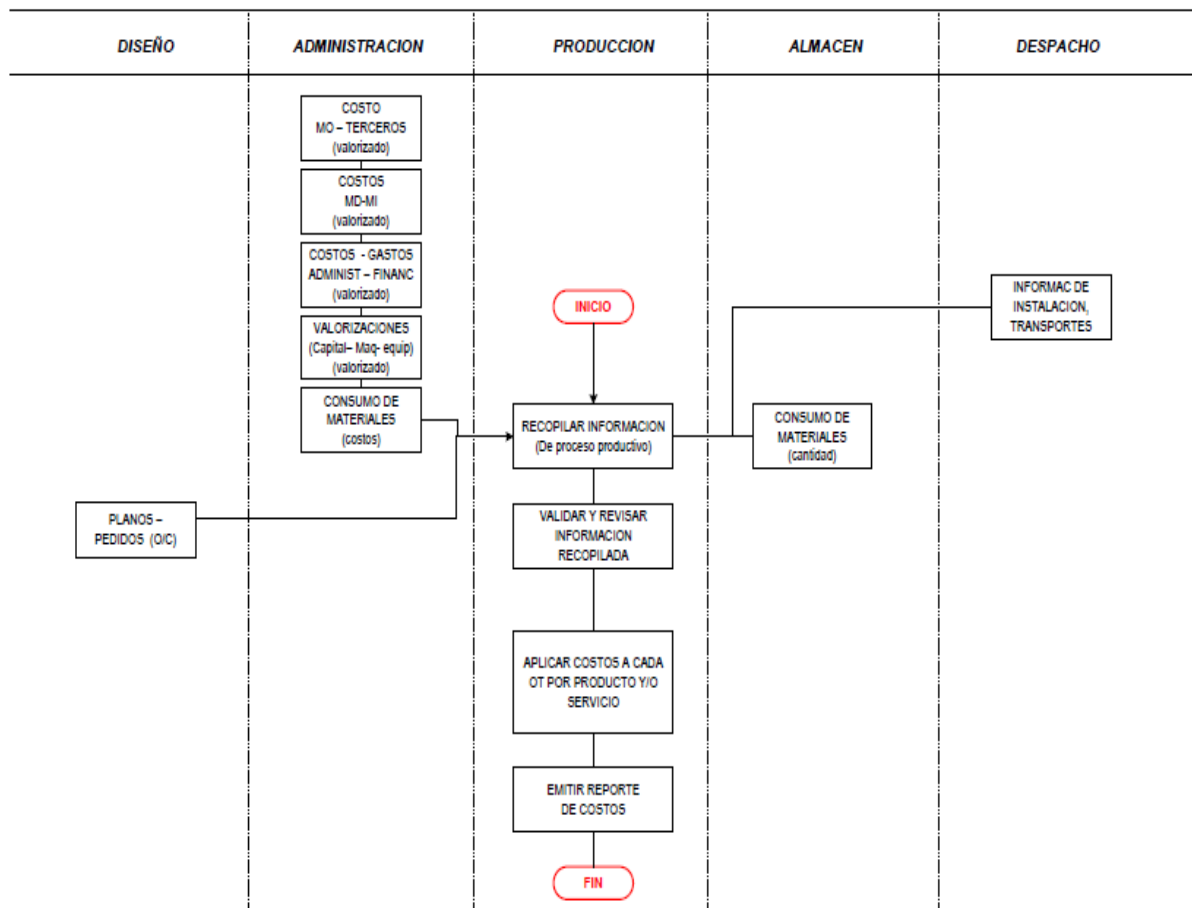 DISEÑO
ADMINISTRACION
PRODUCCION
ALMACEN
DESPACHO
COSTO
MO – TERCEROS
(valorizado)
COSTOS
MD-MI
(valorizado)
COSTOS - GASTOS
ADMINIST – FINANC
(valorizado)
VALORIZACIONES
(Capital– Maq- equip)
(valorizado)
CONSUMO DE
MATERIALES
(costos)
PLANOS –
PEDIDOS (O/C)
INICIO
RECOPILAR INFORMACION
(De proceso productivo)
VALIDAR Y REVISAR
INFORMACION
RECOPILADA
APLICAR COSTOS A CADA
OT POR PRODUCTO Y/O
SERVICIO
EMITIR REPORTE
DE COSTOS
FIN
CONSUMO DE
MATERIALES
(cantidad)
INFORMAC DE
INSTALACION,
TRANSPORTES